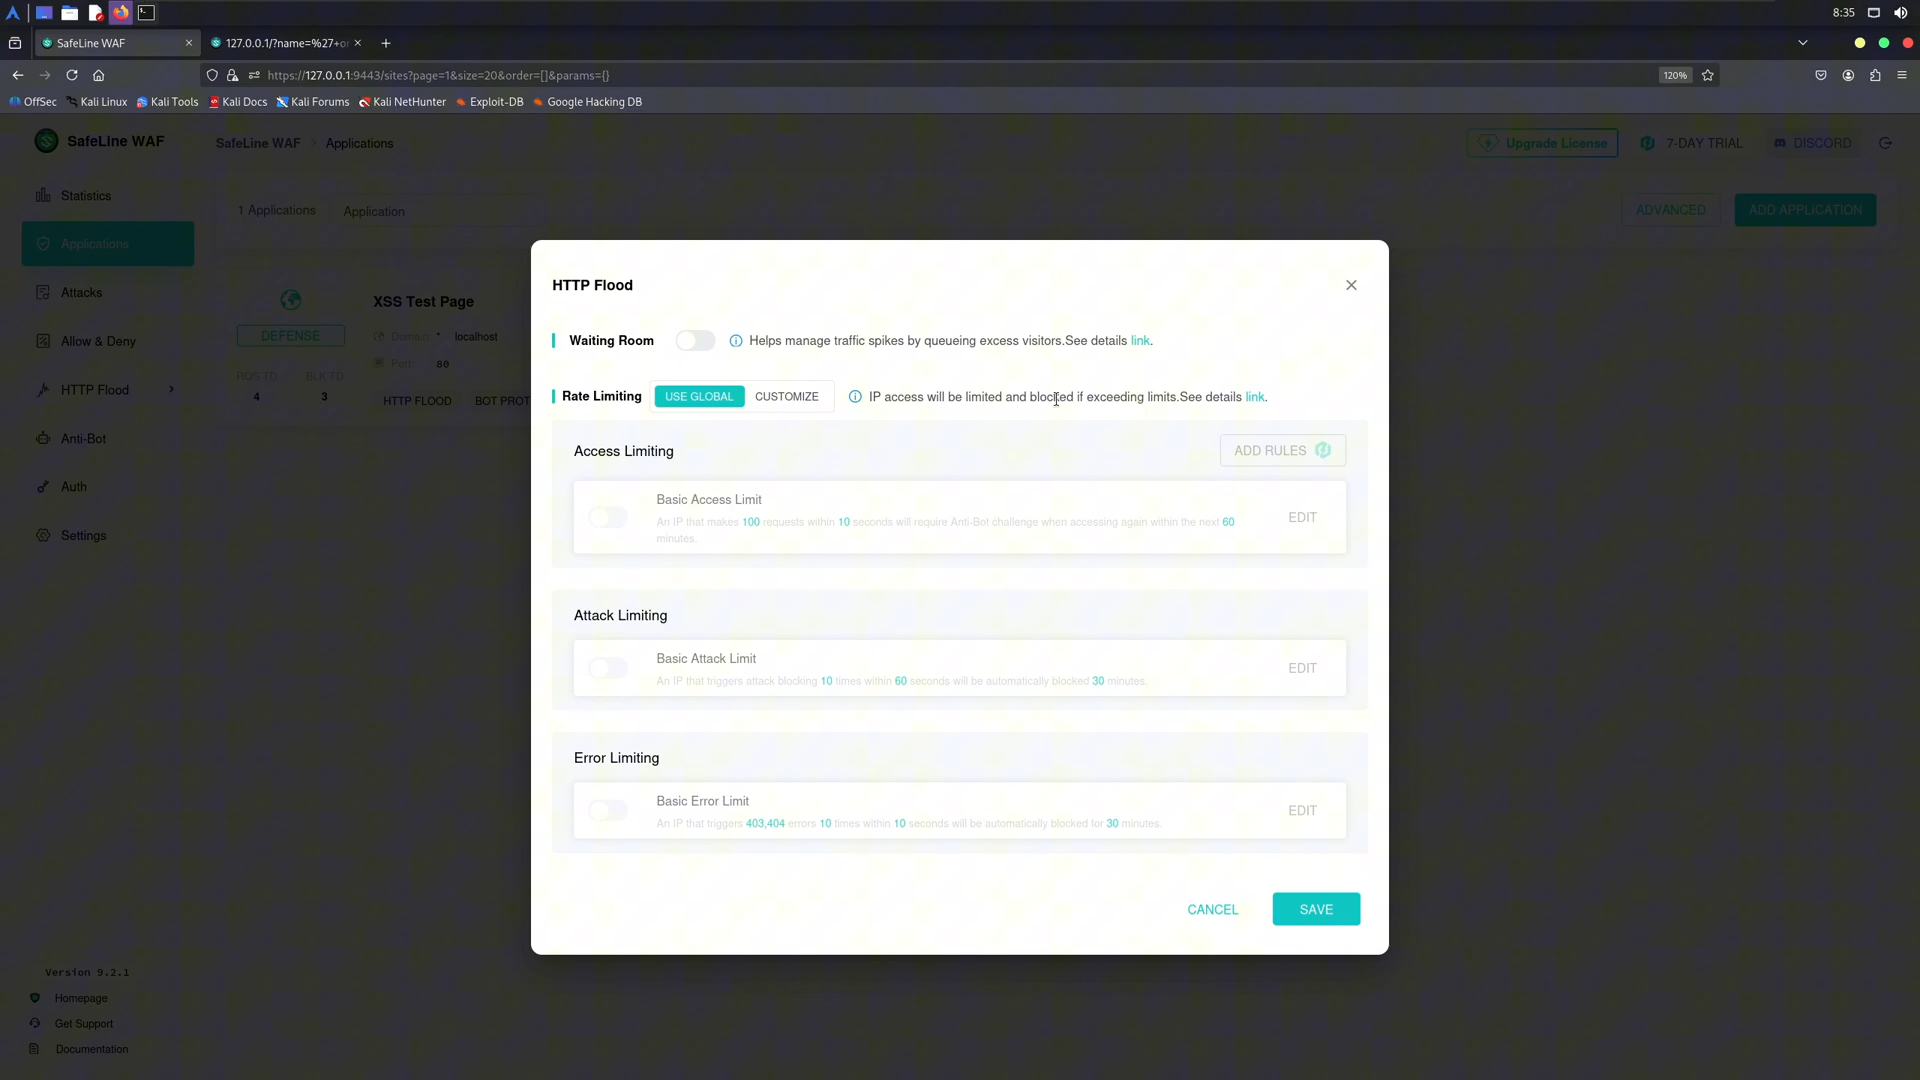 8:35
SafeLine WAF
127.0.0.1/?name=%27+or
https://127.0.0.1:9443/sites?page=1&size=20&order=[]&params={}
120%
OffSec
Kali Linux
Kali Tools
Kali Docs
Kali Forums
Kali NetHunter
Exploit-DB
Google Hacking DB
SafeLine WAF
SafeLine WAF > Applications
Upgrade License
7-DAY TRIAL
DISCORD
Statistics
1 Applications
Application
ADVANCED
ADD APPLICATION
Applications
Attacks
XSS Test Page
DEFENSE
Domain: * localhost
Allow & Deny
Port: 80
RQS TD
BLK TD
HTTP Flood
4
3
HTTP FLOOD
BOT PROT
Anti-Bot
Auth
Settings
HTTP Flood
Waiting Room
Helps manage traffic spikes by queueing excess visitors.See details link.
Rate Limiting
USE GLOBAL
CUSTOMIZE
IP access will be limited and blocked if exceeding limits.See details link.
Access Limiting
ADD RULES
Basic Access Limit
An IP that makes 100 requests within 10 seconds will require Anti-Bot challenge when accessing again within the next 60
minutes.
EDIT
Attack Limiting
Basic Attack Limit
An IP that triggers attack blocking 10 times within 60 seconds will be automatically blocked 30 minutes.
EDIT
Error Limiting
Basic Error Limit
An IP that triggers 403,404 errors 10 times within 10 seconds will be automatically blocked for 30 minutes.
EDIT
CANCEL
SAVE
Version 9.2.1
Homepage
Get Support
Documentation